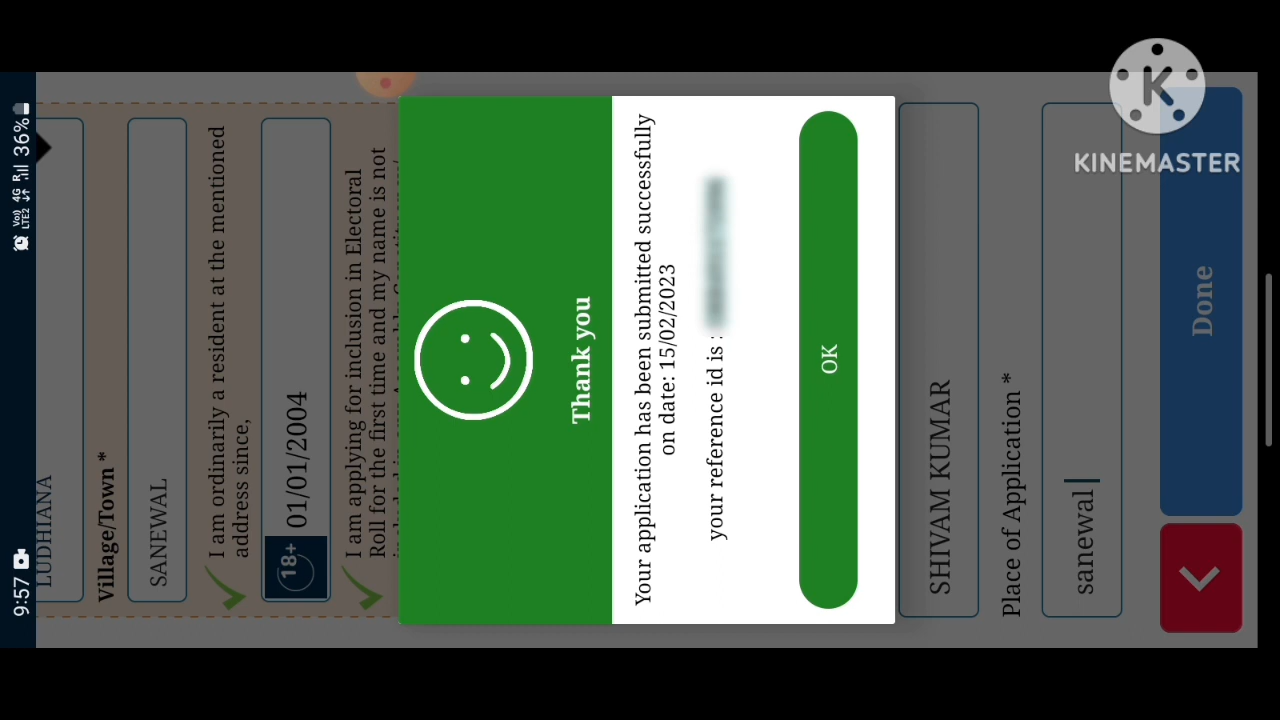 9:57
Vo)) 4G R
LTE2
36%
LUDHIANA
Village/Town *
SANEWAL
I am ordinarily a resident at the mentioned
address since,
18+
01/01/2004
I am applying for inclusion in Electoral
Roll for the first time and my name is not
Thank you
Your application has been submitted successfully
on date: 15/02/2023
your reference id is :
OK
SHIVAM KUMAR
Place of Application *
sanewal
Done
K
KINEMASTER